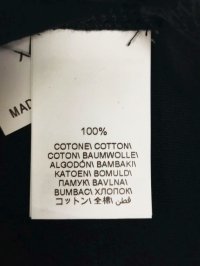 MAD
100%
COTONE\ COTTON\
COTON\ BAUMWOLLE\
ALGODÓN\ BAMBAKI\
KATOEN\ BOMULD\
ПАМУК\ BAVLNA\
BUMBAC\ ХЛОПОК\
コットン\ 全棉\ قطن\